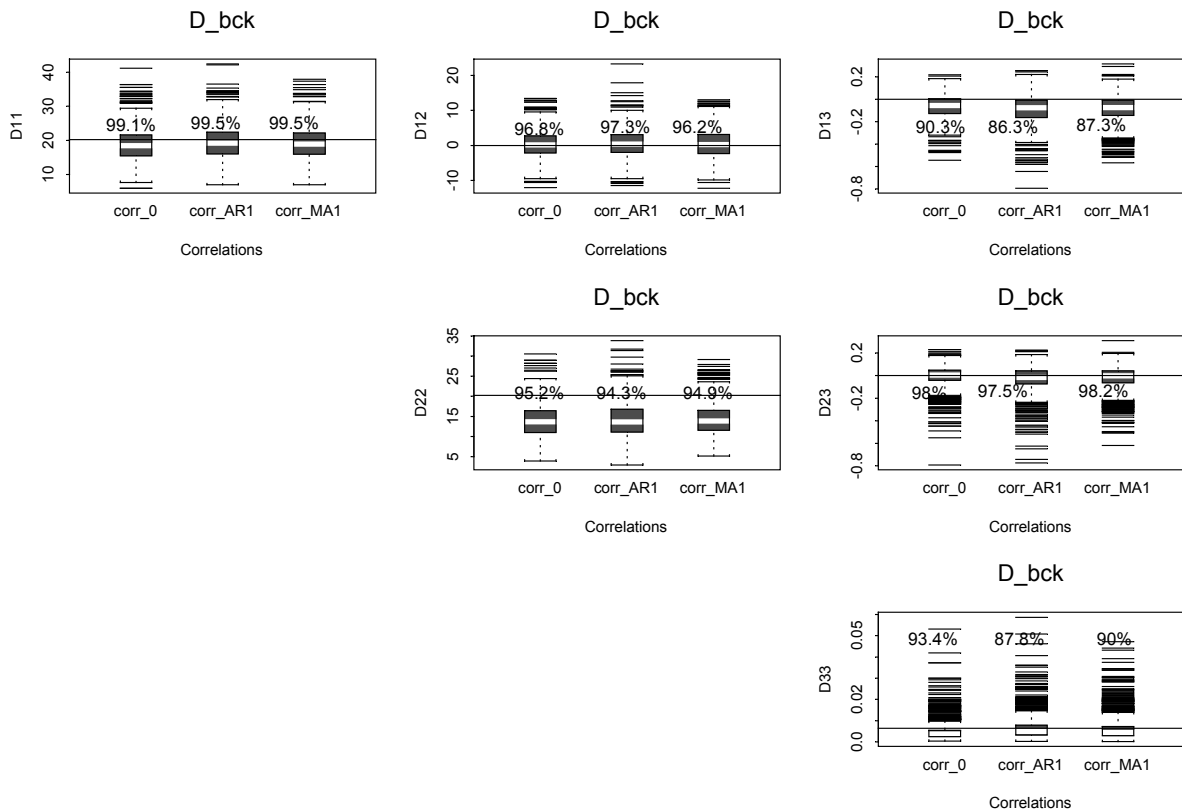 D_bck
D11
40
30
20
10
99.1% 99.5% 99.5%
corr_0 corr_AR1 corr_MA1
Correlations
D_bck
D12
20
10
0
-10
96.8% 97.3% 96.2%
corr_0 corr_AR1 corr_MA1
Correlations
D_bck
D13
0.2
-0.2
-0.8
90.3% 86.3% 87.3%
corr_0 corr_AR1 corr_MA1
Correlations
D_bck
D22
35
25
15
5
95.2% 94.3% 94.9%
corr_0 corr_AR1 corr_MA1
Correlations
D_bck
D23
0.2
-0.2
-0.8
98% 97.5% 98.2%
corr_0 corr_AR1 corr_MA1
Correlations
D_bck
D33
0.05
0.02
0.0
93.4% 87.8% 90%
corr_0 corr_AR1 corr_MA1
Correlations